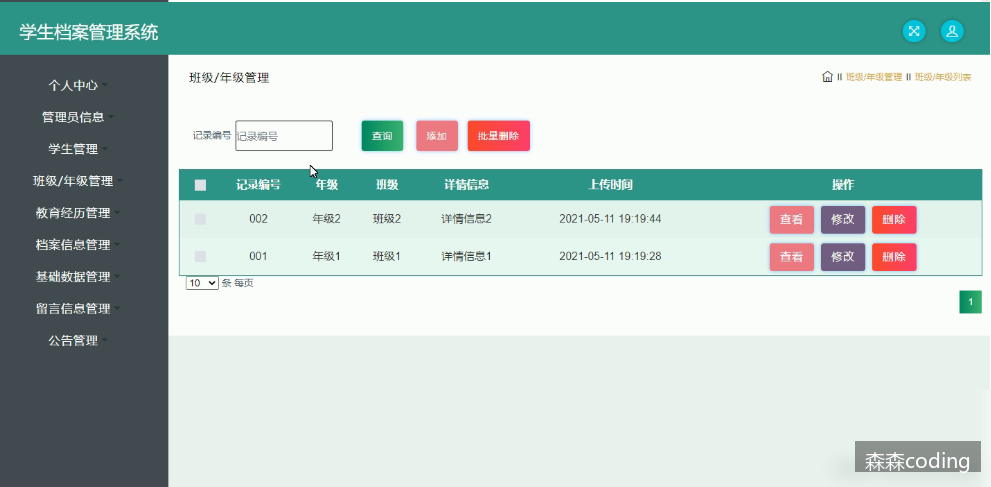 学生档案管理系统
个人中心
管理员信息
学生管理
班级/年级管理
教育经历管理
档案信息管理
基础数据管理
留言信息管理
公告管理
班级/年级管理
班级/年级管理 班级/年级列表
记录编号 记录编号 查询 添加 批量删除
记录编号 年级 班级 详情信息 上传时间 操作
002 年级2 班级2 详情信息2 2021-05-11 19:19:44 查看 修改 删除
001 年级1 班级1 详情信息1 2021-05-11 19:19:28 查看 修改 删除
10 条 每页
1
森森coding